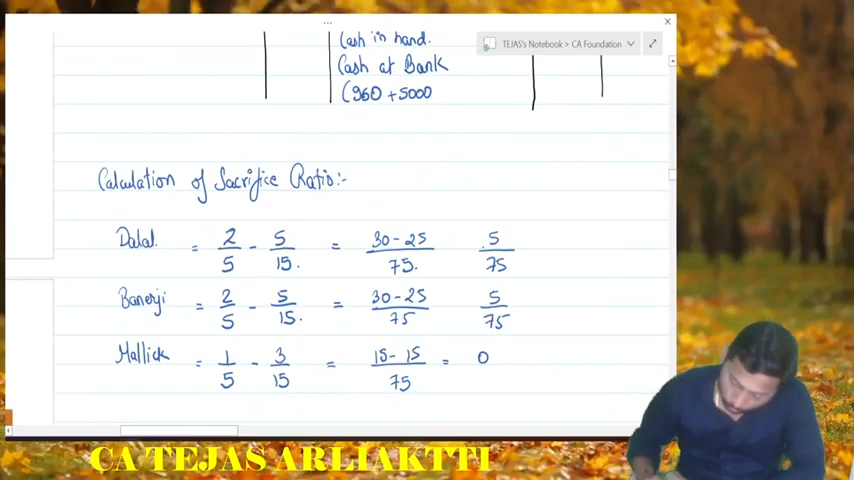 Cash in hand.
TEJAS's Notebook > CA Foundation
Cash at Bank
(960 + 5000
Calculation of Sacrifice Ratio:-
Dalal. = 2/5 - 5/15. = 30-25/75. 5/75
Banerji = 2/5 - 5/15. = 30-25/75 5/75
Mallick = 1/5 - 3/15 = 15-15/75 = 0
CA TEJAS ARLIAKTTI